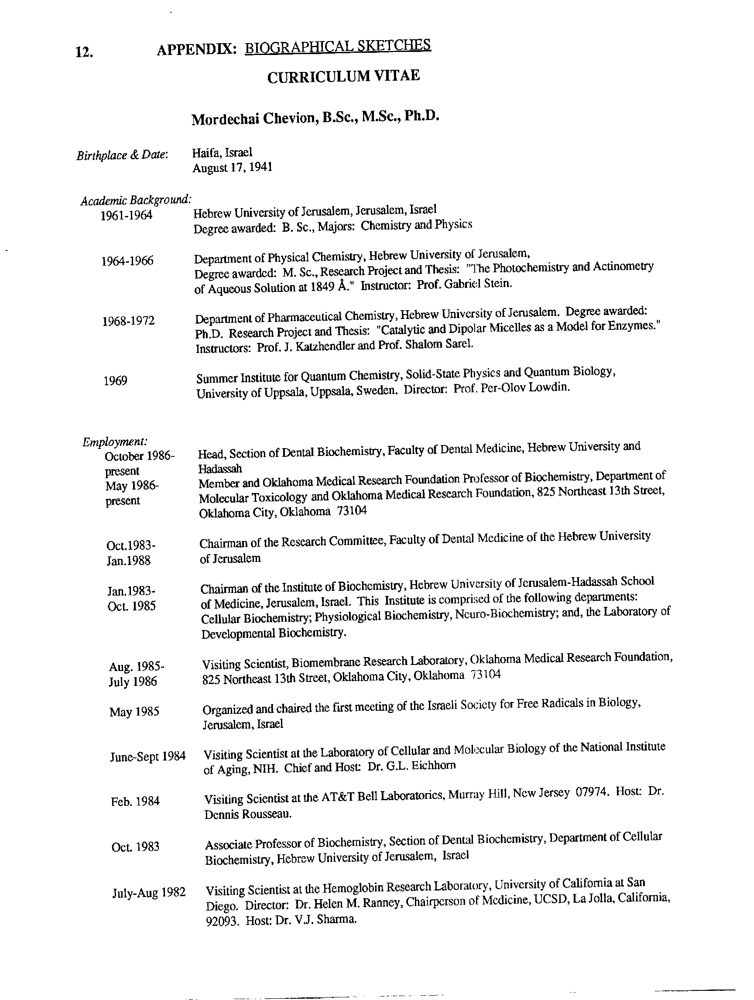 12. APPENDIX: BIOGRAPHICAL SKETCHES
CURRICULUM VITAE
Mordechai Chevion, B.Sc., M.Sc., Ph.D.
Birthplace & Date: Haifa, Israel
August 17, 1941
Academic Background:
1961-1964 Hebrew University of Jerusalem, Jerusalem, Israel
Degree awarded: B. Sc., Majors: Chemistry and Physics
1964-1966 Department of Physical Chemistry, Hebrew University of Jerusalem,
Degree awarded: M. Sc., Research Project and Thesis: "The Photochemistry and Actinometry
of Aqueous Solution at 1849 Å." Instructor: Prof. Gabriel Stein.
1968-1972 Department of Pharmaceutical Chemistry, Hebrew University of Jerusalem. Degree awarded:
Ph.D. Research Project and Thesis: "Catalytic and Dipolar Micelles as a Model for Enzymes."
Instructors: Prof. J. Katzhendler and Prof. Shalom Sarel.
1969 Summer Institute for Quantum Chemistry, Solid-State Physics and Quantum Biology,
University of Uppsala, Uppsala, Sweden. Director: Prof. Per-Olov Lowdin.
Employment:
October 1986- Head, Section of Dental Biochemistry, Faculty of Dental Medicine, Hebrew University and
present Hadassah
May 1986- Member and Oklahoma Medical Research Foundation Professor of Biochemistry, Department of
present Molecular Toxicology and Oklahoma Medical Research Foundation, 825 Northeast 13th Street,
Oklahoma City, Oklahoma 73104
Oct.1983- Chairman of the Research Committee, Faculty of Dental Medicine of the Hebrew University
Jan.1988 of Jerusalem
Jan.1983- Chairman of the Institute of Biochemistry, Hebrew University of Jerusalem-Hadassah School
Oct. 1985 of Medicine, Jerusalem, Israel. This Institute is comprised of the following departments:
Cellular Biochemistry; Physiological Biochemistry, Neuro-Biochemistry; and, the Laboratory of
Developmental Biochemistry.
Aug. 1985- Visiting Scientist, Biomembrane Research Laboratory, Oklahoma Medical Research Foundation,
July 1986 825 Northeast 13th Street, Oklahoma City, Oklahoma 73104
May 1985 Organized and chaired the first meeting of the Israeli Society for Free Radicals in Biology,
Jerusalem, Israel
June-Sept 1984 Visiting Scientist at the Laboratory of Cellular and Molecular Biology of the National Institute
of Aging, NIH. Chief and Host: Dr. G.L. Eichhorn
Feb. 1984 Visiting Scientist at the AT&T Bell Laboratories, Murray Hill, New Jersey 07974. Host: Dr.
Dennis Rousseau.
Oct. 1983 Associate Professor of Biochemistry, Section of Dental Biochemistry, Department of Cellular
Biochemistry, Hebrew University of Jerusalem, Israel
July-Aug 1982 Visiting Scientist at the Hemoglobin Research Laboratory, University of California at San
Diego. Director: Dr. Helen M. Ranney, Chairperson of Medicine, UCSD, La Jolla, California,
92093. Host: Dr. V.J. Sharma.